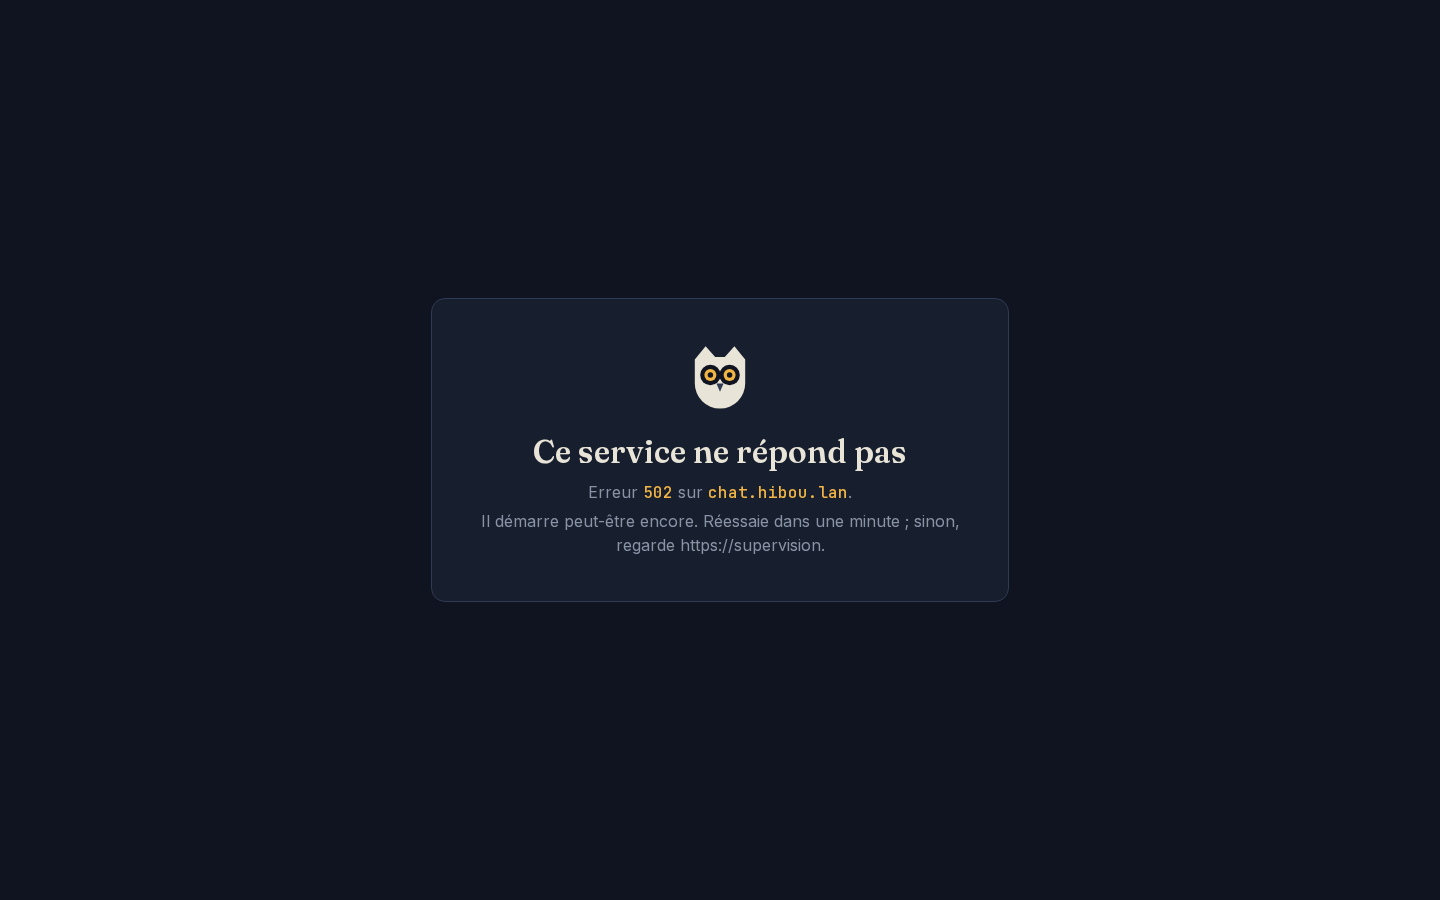 Ce service ne répond pas
Erreur 502 sur chat.hibou.lan.
Il démarre peut-être encore. Réessaie dans une minute ; sinon,
regarde https://supervision.